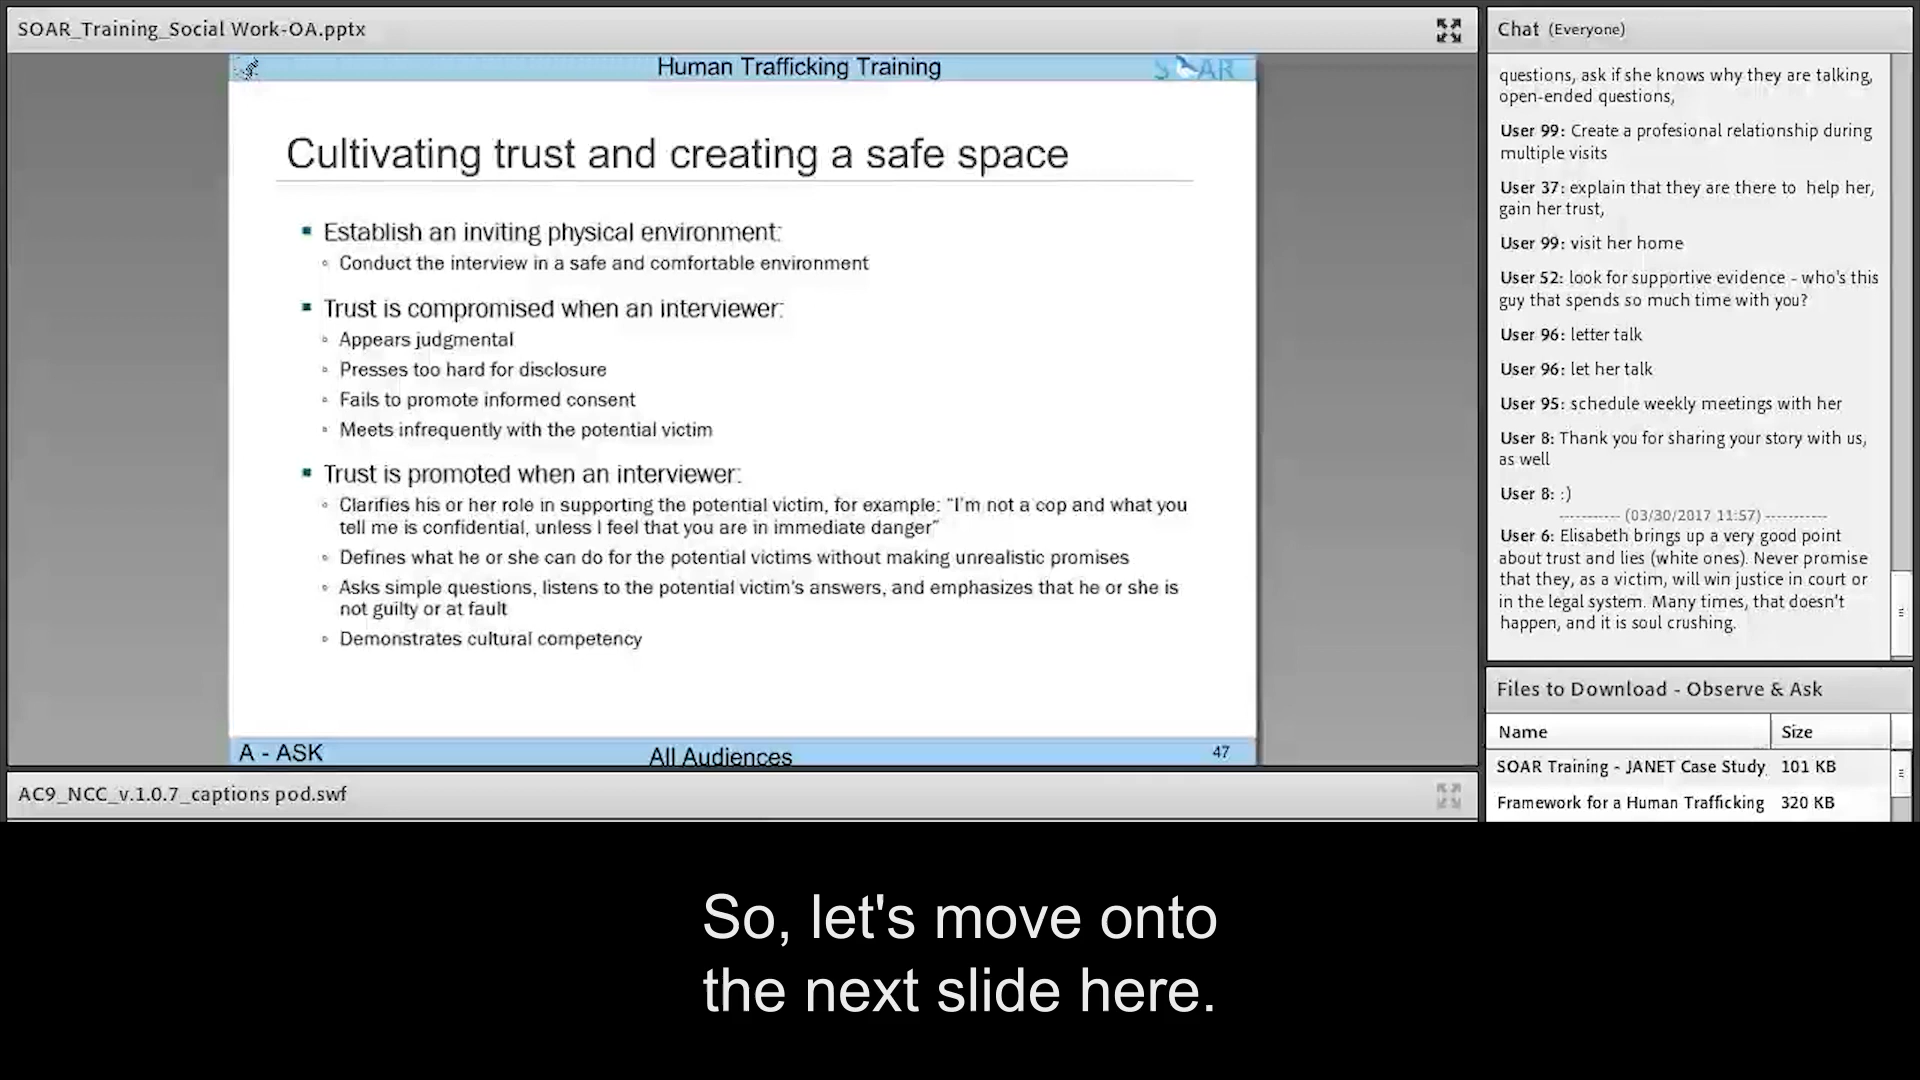 SOAR_Training_Social Work-OA.pptx
Human Trafficking Training
SOAR
Cultivating trust and creating a safe space
Establish an inviting physical environment:
Conduct the interview in a safe and comfortable environment
Trust is compromised when an interviewer:
Appears judgmental
Presses too hard for disclosure
Fails to promote informed consent
Meets infrequently with the potential victim
Trust is promoted when an interviewer:
Clarifies his or her role in supporting the potential victim, for example: “I'm not a cop and what you
tell me is confidential, unless I feel that you are in immediate danger”
Defines what he or she can do for the potential victims without making unrealistic promises
Asks simple questions, listens to the potential victim's answers, and emphasizes that he or she is
not guilty or at fault
Demonstrates cultural competency
A - ASK
All Audiences
47
AC9_NCC_v.1.0.7_captions pod.swf
Chat (Everyone)
questions, ask if she knows why they are talking,
open-ended questions,
User 99: Create a profesional relationship during
multiple visits
User 37: explain that they are there to  help her,
gain her trust,
User 99: visit her home
User 52: look for supportive evidence - who's this
guy that spends so much time with you?
User 96: letter talk
User 96: let her talk
User 95: schedule weekly meetings with her
User 8: Thank you for sharing your story with us,
as well
User 8: :)
---------- (03/30/2017 11:57) ----------
User 6: Elisabeth brings up a very good point
about trust and lies (white ones). Never promise
that they, as a victim, will win justice in court or
in the legal system. Many times, that doesn't
happen, and it is soul crushing.
Files to Download - Observe & Ask
Name Size
SOAR Training - JANET Case Study 101 KB
Framework for a Human Trafficking 320 KB
So, let's move onto
the next slide here.